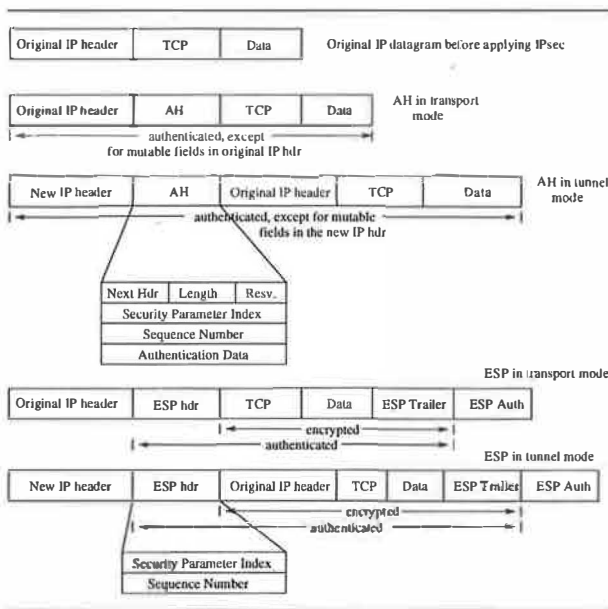 Original IP header TCP Data Original IP datagram before applying IPsec
Original IP header AH TCP Data AH in transport
mode
authenticated, except
for mutable fields in original IP hdr
New IP header AH Original IP header TCP Data AH in tunnel
mode
authenticated, except for mutable
fields in the new IP hdr
Next Hdr Length Resv.
Security Parameter Index
Sequence Number
Authentication Data
ESP in transport mode
Original IP header ESP hdr TCP Data ESP Trailer ESP Auth
encrypted
authenticated
ESP in tunnel mode
New IP header ESP hdr Original IP header TCP Data ESP Trailer ESP Auth
encrypted
authenticated
Security Parameter Index
Sequence Number